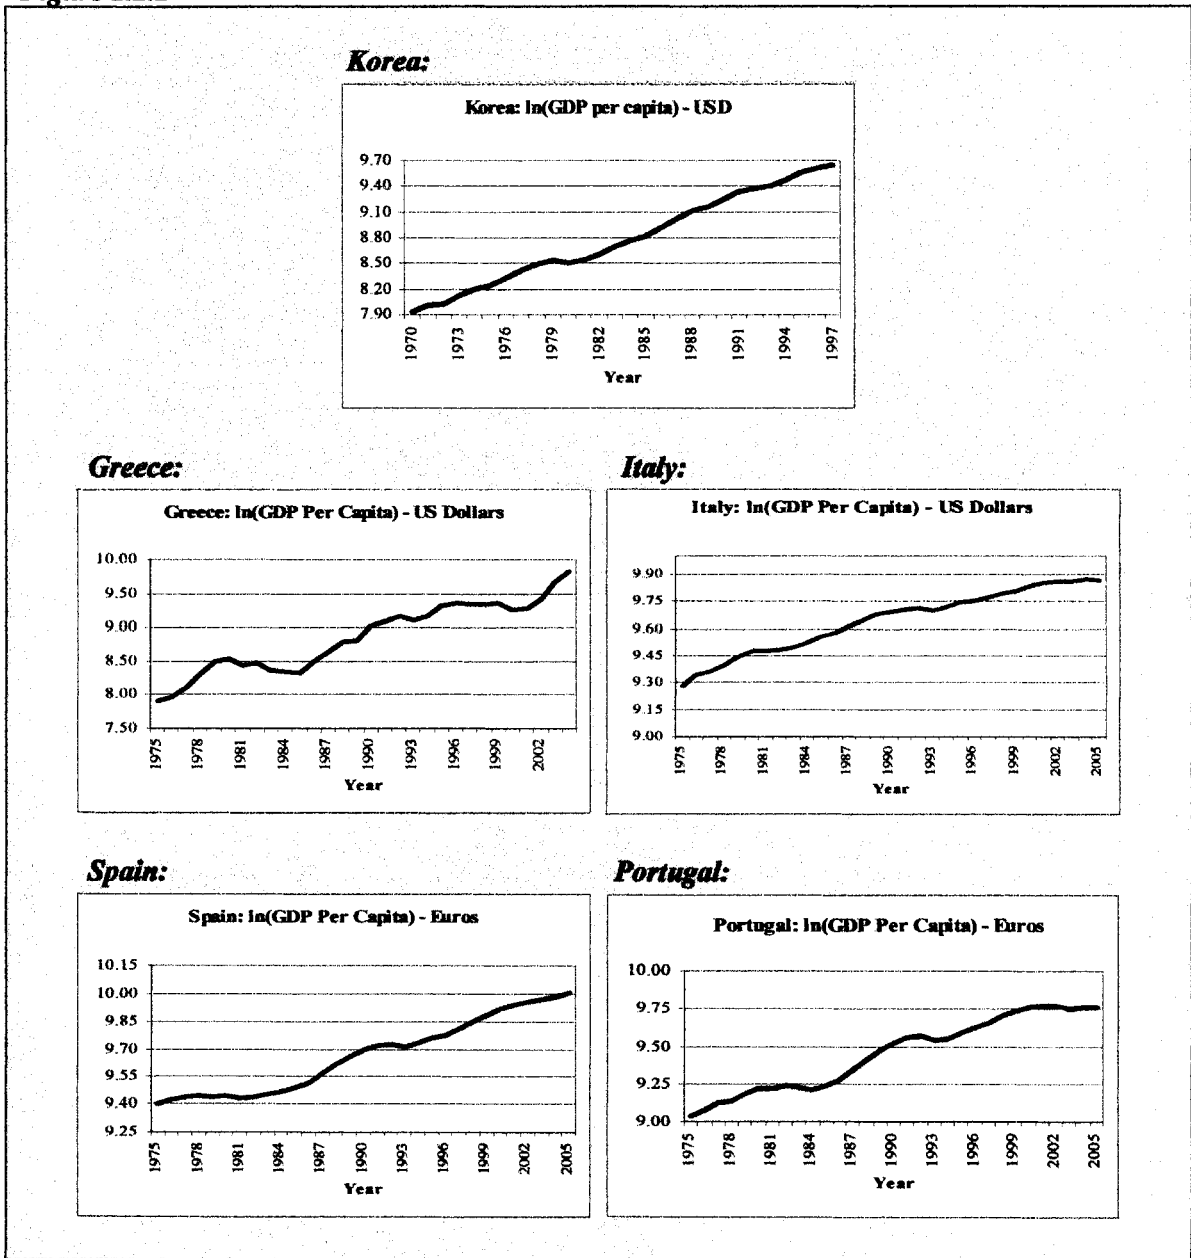 Korea:
Korea: ln(GDP per capita) - USD
9.70
9.40
9.10
8.80
8.50
8.20
7.90
1970 1973 1976 1979 1982 1985 1988 1991 1994 1997
Year
Greece:
Greece: ln(GDP Per Capita) - US Dollars
10.00
9.50
9.00
8.50
8.00
7.50
1975 1978 1981 1984 1987 1990 1993 1996 1999 2002
Year
Italy:
Italy: ln(GDP Per Capita) - US Dollars
9.90
9.75
9.60
9.45
9.30
9.15
9.00
1975 1978 1981 1984 1987 1990 1993 1996 1999 2002 2005
Year
Spain:
Spain: ln(GDP Per Capita) - Euros
10.15
10.00
9.85
9.70
9.55
9.40
9.25
1975 1978 1981 1984 1987 1990 1993 1996 1999 2002 2005
Year
Portugal:
Portugal: ln(GDP Per Capita) - Euros
10.00
9.75
9.50
9.25
9.00
1975 1978 1981 1984 1987 1990 1993 1996 1999 2002 2005
Year